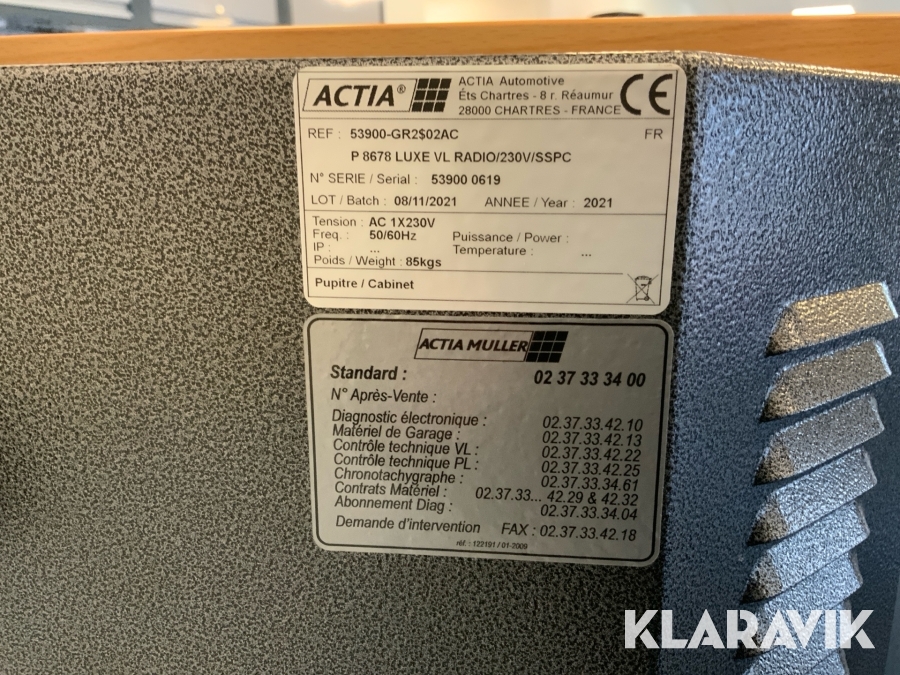 ACTIA®
ACTIA Automotive
Éts Chartres - 8 r. Réaumur
28000 CHARTRES - FRANCE
CE
REF : 53900-GR2$02AC FR
P 8678 LUXE VL RADIO/230V/SSPC
N° SERIE / Serial : 53900 0619
LOT / Batch : 08/11/2021 ANNEE / Year : 2021
Tension : AC 1X230V
Freq. : 50/60Hz Puissance / Power :
IP : ... Temperature : ...
Poids / Weight : 85kgs
Pupitre / Cabinet
ACTIA MULLER
Standard : 02 37 33 34 00
N° Après-Vente :
Diagnostic électronique : 02.37.33.42.10
Matériel de Garage : 02.37.33.42.13
Contrôle technique VL : 02.37.33.42.22
Contrôle technique PL : 02.37.33.42.25
Chronotachygraphe : 02.37.33.34.61
Contrats Matériel : 02.37.33... 42.29 & 42.32
Abonnement Diag : 02.37.33.34.04
Demande d'intervention FAX : 02.37.33.42.18
réf. : 122191 / 01-2009
KLARAVIK